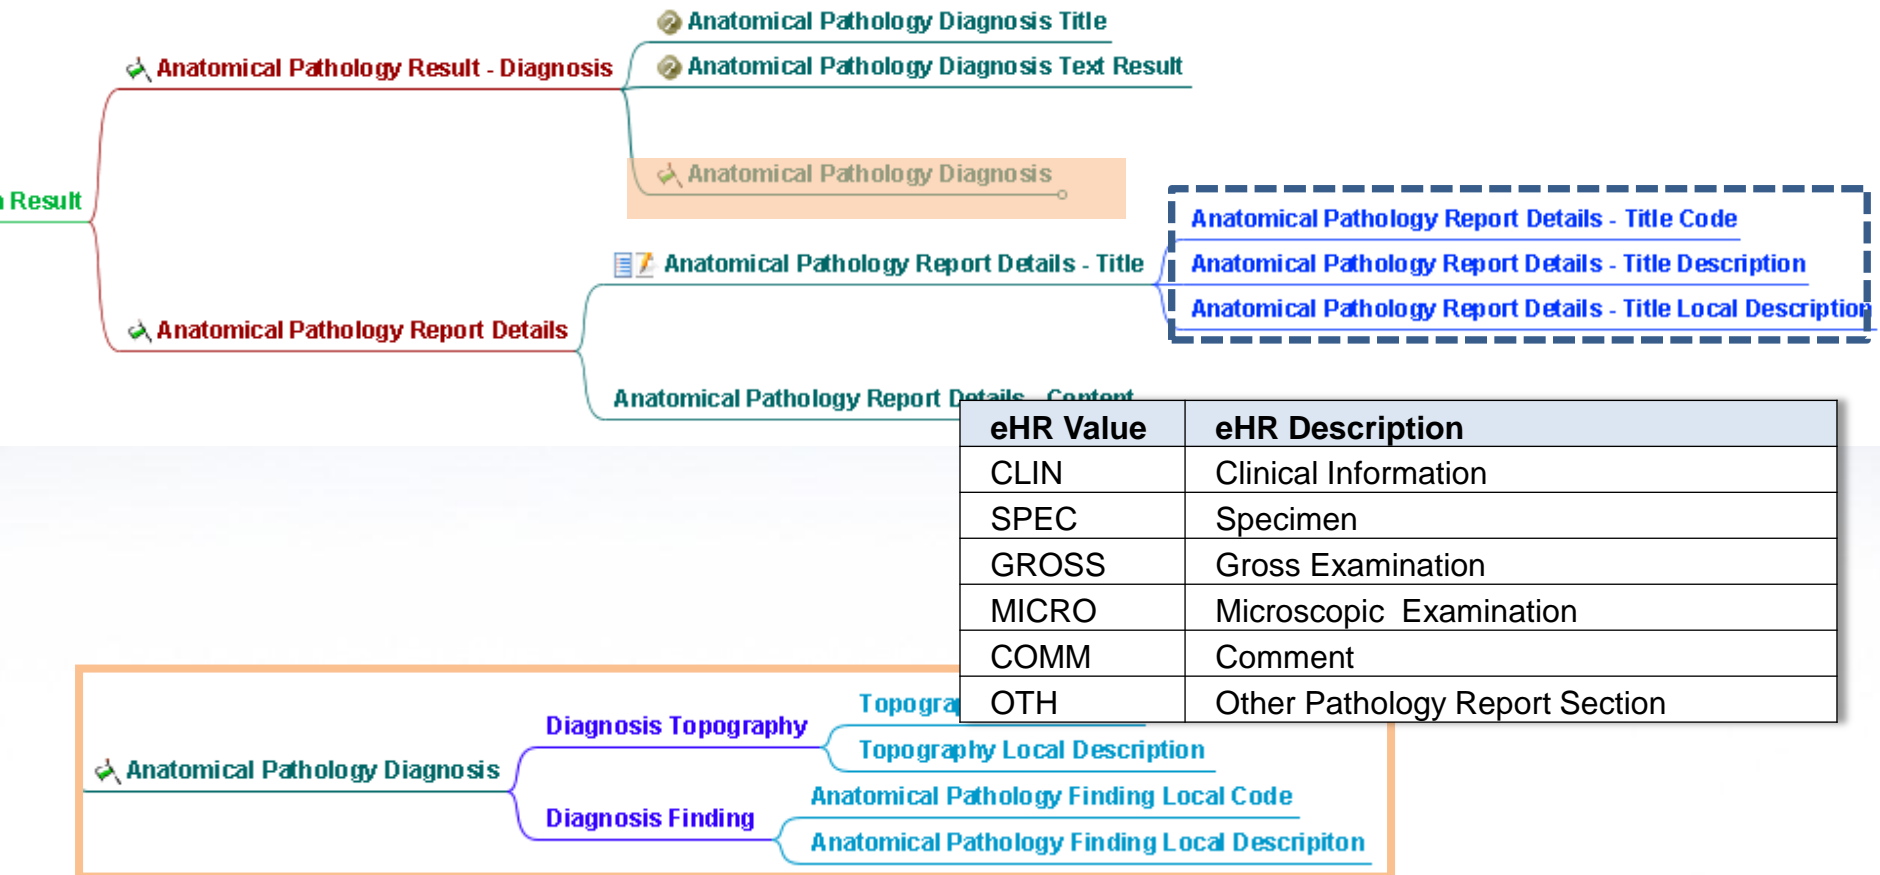 Anatomical Pathology Diagnosis Title
Anatomical Pathology Result - Diagnosis
Anatomical Pathology Diagnosis Text Result
Anatomical Pathology Diagnosis
Result
Anatomical Pathology Report Details - Title Code
Anatomical Pathology Report Details - Title
Anatomical Pathology Report Details - Title Description
Anatomical Pathology Report Details - Title Local Description
Anatomical Pathology Report Details
Anatomical Pathology Report Details - Content
eHR Value eHR Description
CLIN Clinical Information
SPEC Specimen
GROSS Gross Examination
MICRO Microscopic Examination
COMM Comment
OTH Other Pathology Report Section
Diagnosis Topography
Topography Local Description
Anatomical Pathology Diagnosis
Anatomical Pathology Finding Local Code
Diagnosis Finding
Anatomical Pathology Finding Local Descripiton